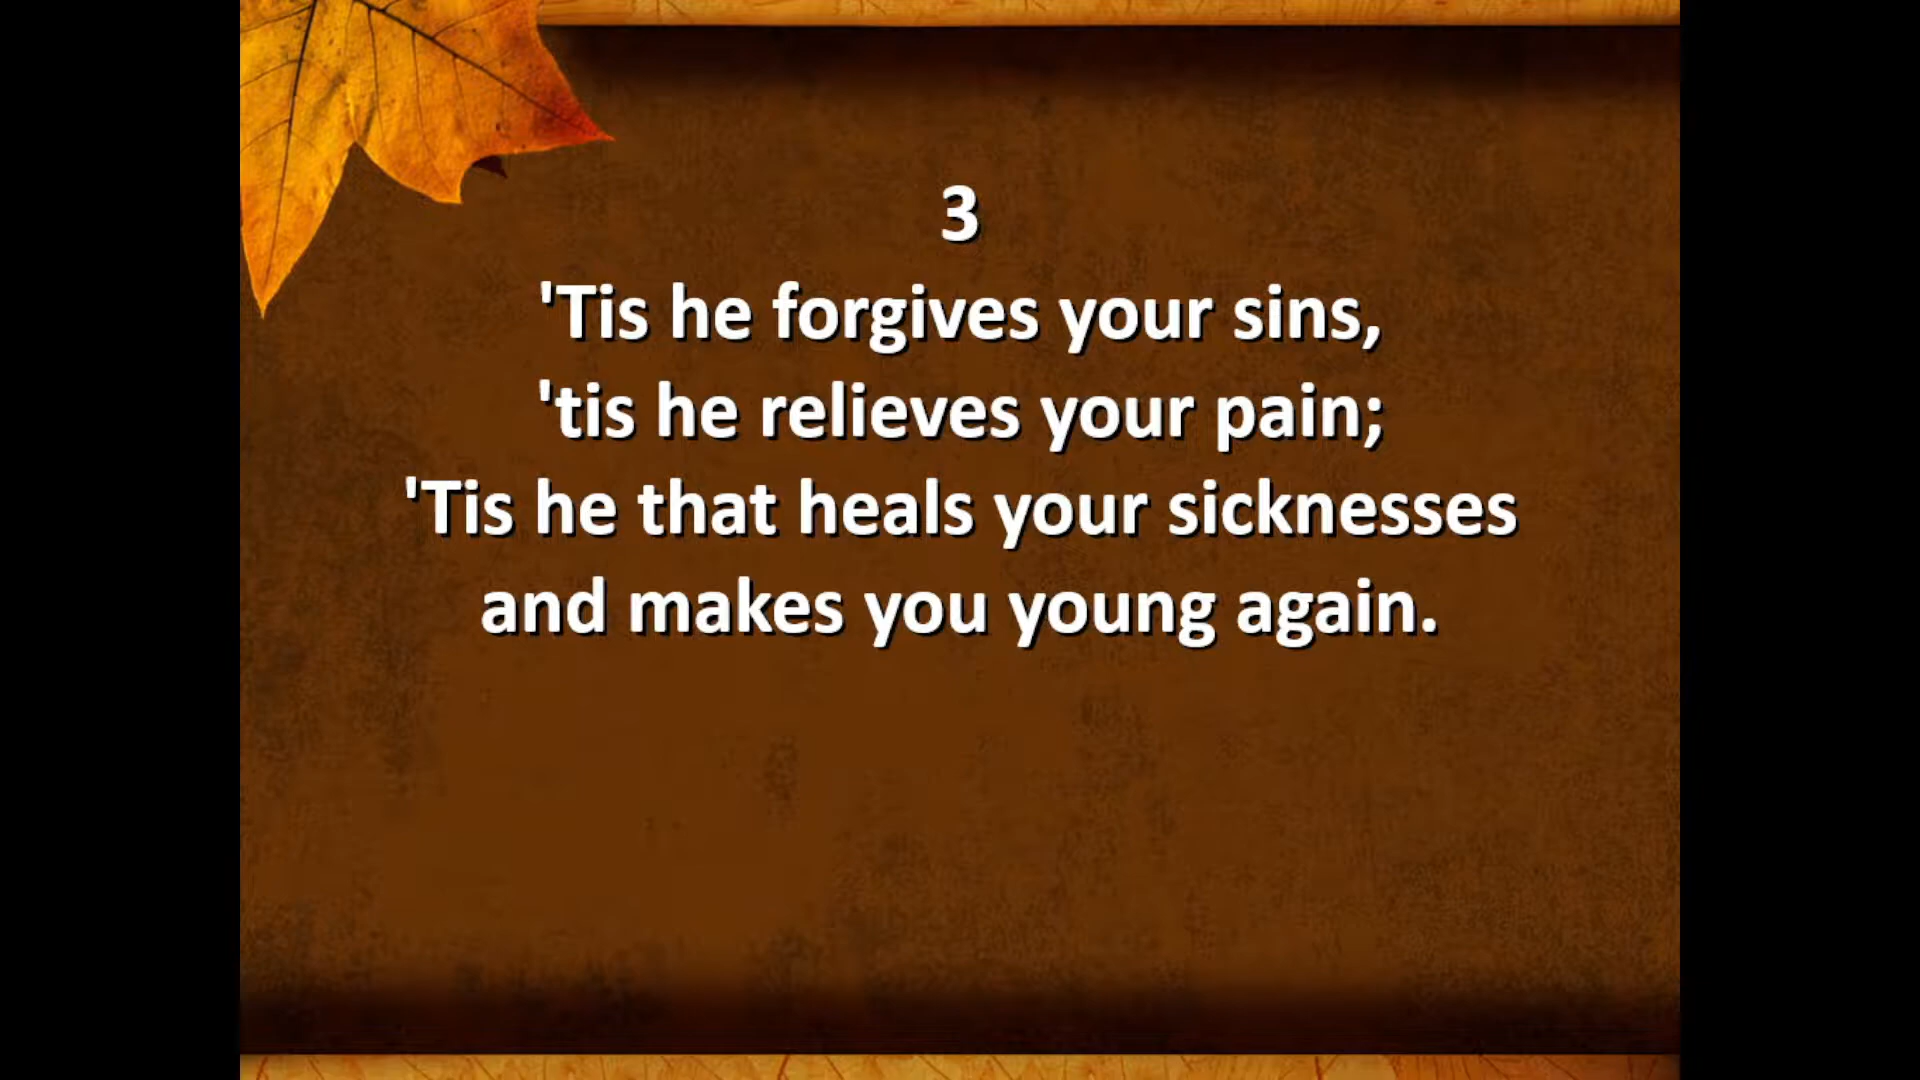 3
'Tis he forgives your sins,
'tis he relieves your pain;
'Tis he that heals your sicknesses
and makes you young again.